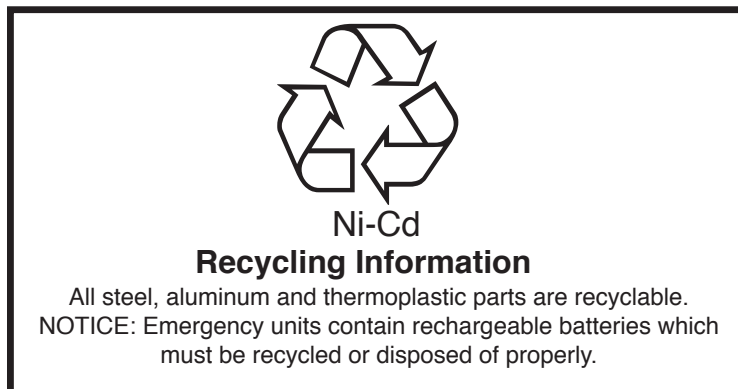 Ni-Cd
Recycling Information
All steel, aluminum and thermoplastic parts are recyclable.
NOTICE: Emergency units contain rechargeable batteries which
must be recycled or disposed of properly.